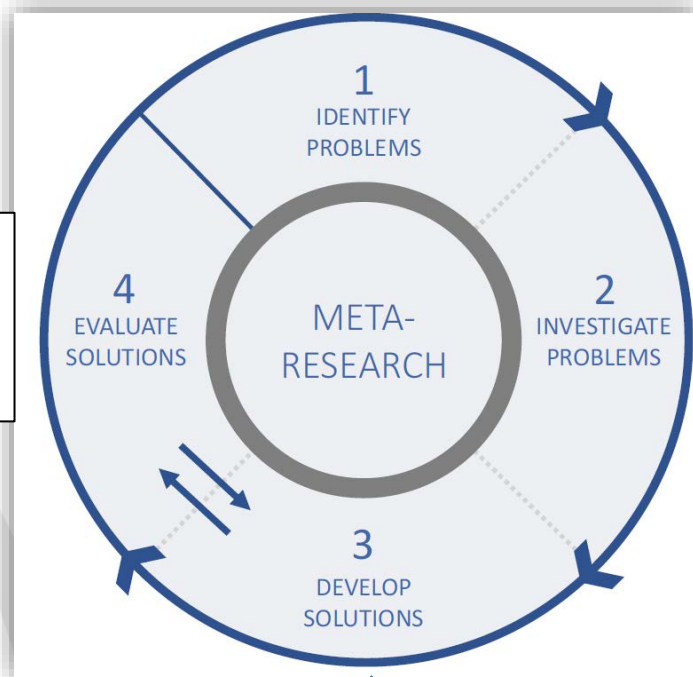 1
IDENTIFY
PROBLEMS
2
INVESTIGATE
PROBLEMS
3
DEVELOP
SOLUTIONS
4
EVALUATE
SOLUTIONS
META-
RESEARCH